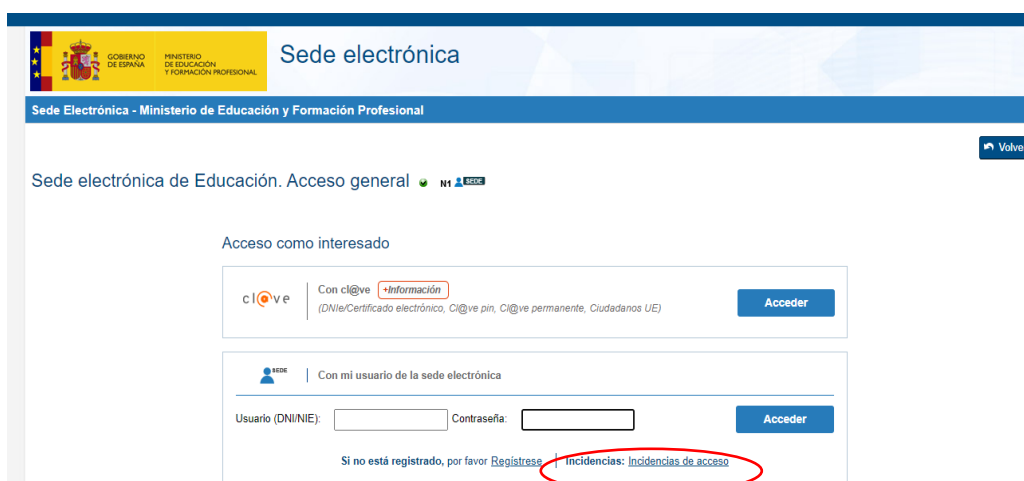 GOBIERNO
DE ESPAÑA
MINISTERIO
DE EDUCACIÓN
Y FORMACIÓN PROFESIONAL
Sede electrónica
Sede Electrónica - Ministerio de Educación y Formación Profesional
Volve
Sede electrónica de Educación. Acceso general N1 SEDE
Acceso como interesado
cl@ve
Con cl@ve +Información
(DNIe/Certificado electrónico, Cl@ve pin, Cl@ve permanente, Ciudadanos UE)
Acceder
SEDE
Con mi usuario de la sede electrónica
Usuario (DNI/NIE): Contraseña: Acceder
Si no está registrado, por favor Regístrese | Incidencias: Incidencias de acceso